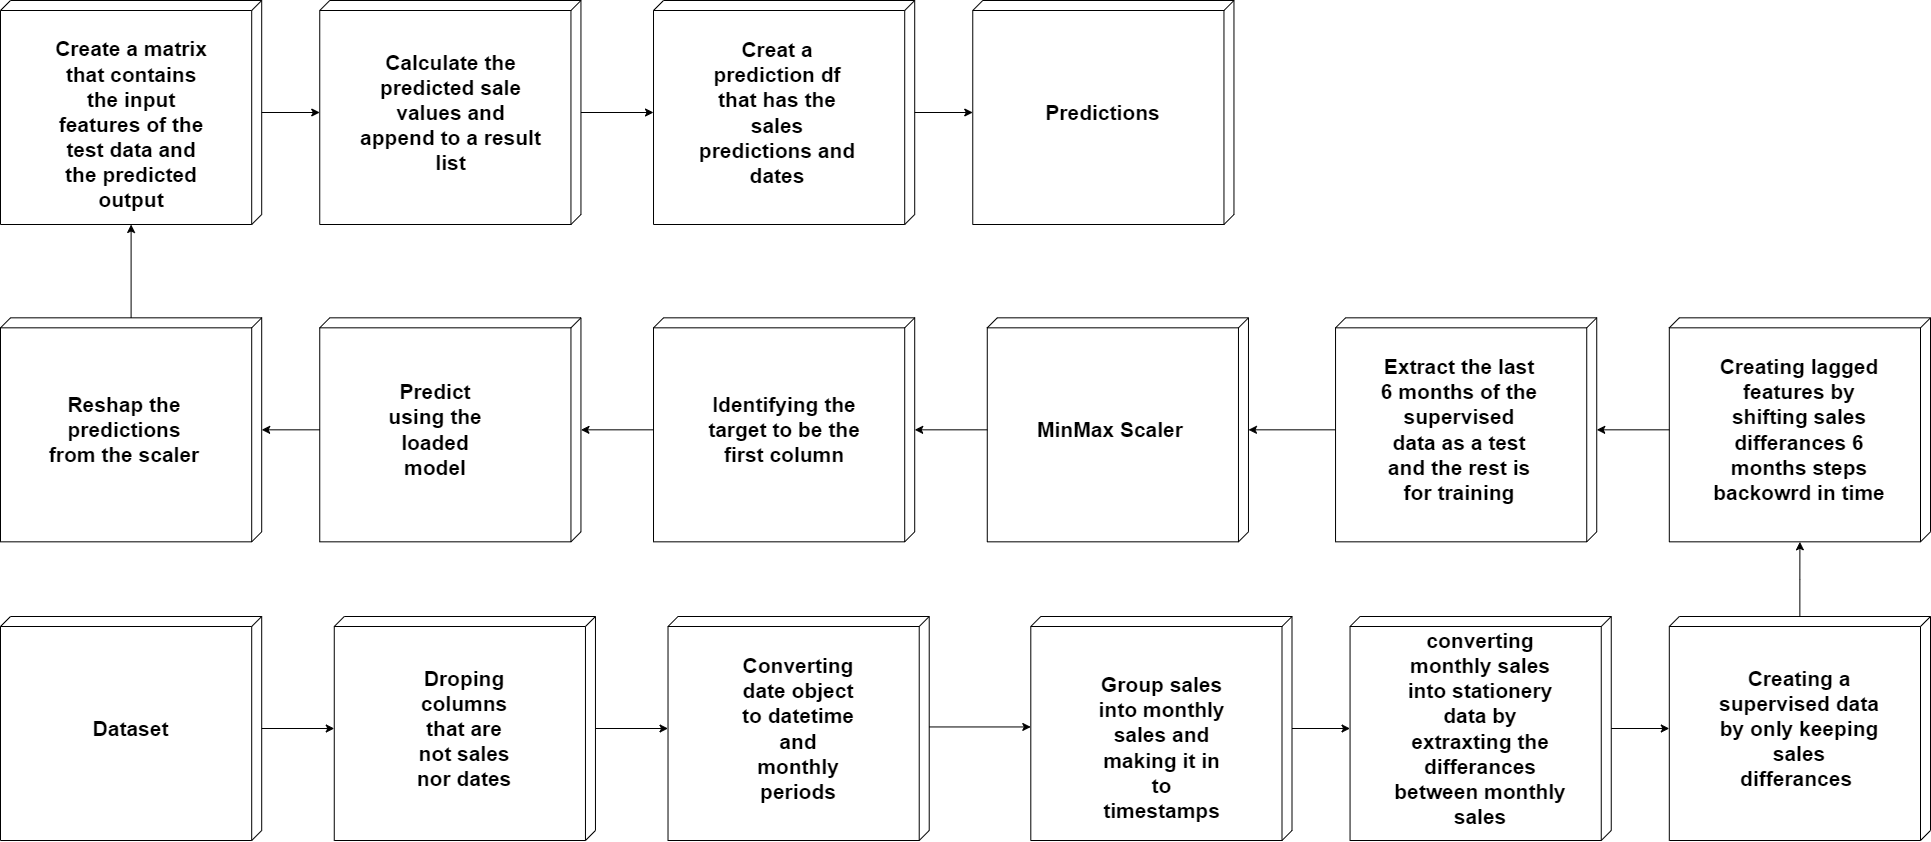 Create a matrix
that contains
the input
features of the
test data and
the predicted
output
Calculate the
predicted sale
values and
append to a result
list
Creat a
prediction df
that has the
sales
predictions and
dates
Predictions
Reshap the
predictions
from the scaler
Predict
using the
loaded
model
Identifying the
target to be the
first column
MinMax Scaler
Extract the last
6 months of the
supervised
data as a test
and the rest is
for training
Creating lagged
features by
shifting sales
differances 6
months steps
backowrd in time
Dataset
Droping
columns
that are
not sales
nor dates
Converting
date object
to datetime
and
monthly
periods
Group sales
into monthly
sales and
making it in
to
timestamps
converting
monthly sales
into stationery
data by
extraxting the
differances
between monthly
sales
Creating a
supervised data
by only keeping
sales
differances